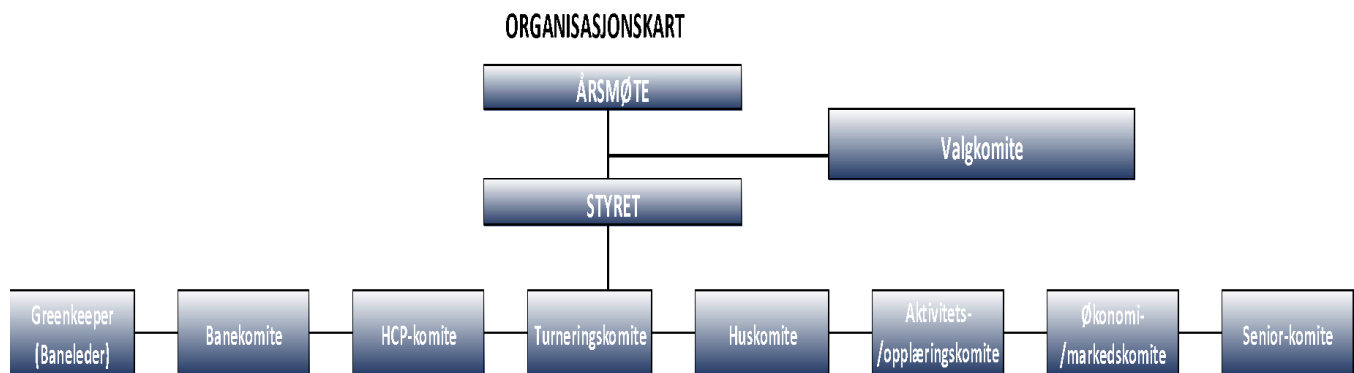 ORGANISASJONSKART
ÅRSMØTE
Valgkomite
STYRET
Greenkeeper
(Baneleder)
Banekomite
HCP-komite
Turneringskomite
Huskomite
Aktivitets-
/opplæringskomite
Økonomi-
/markedskomite
Senior-komite